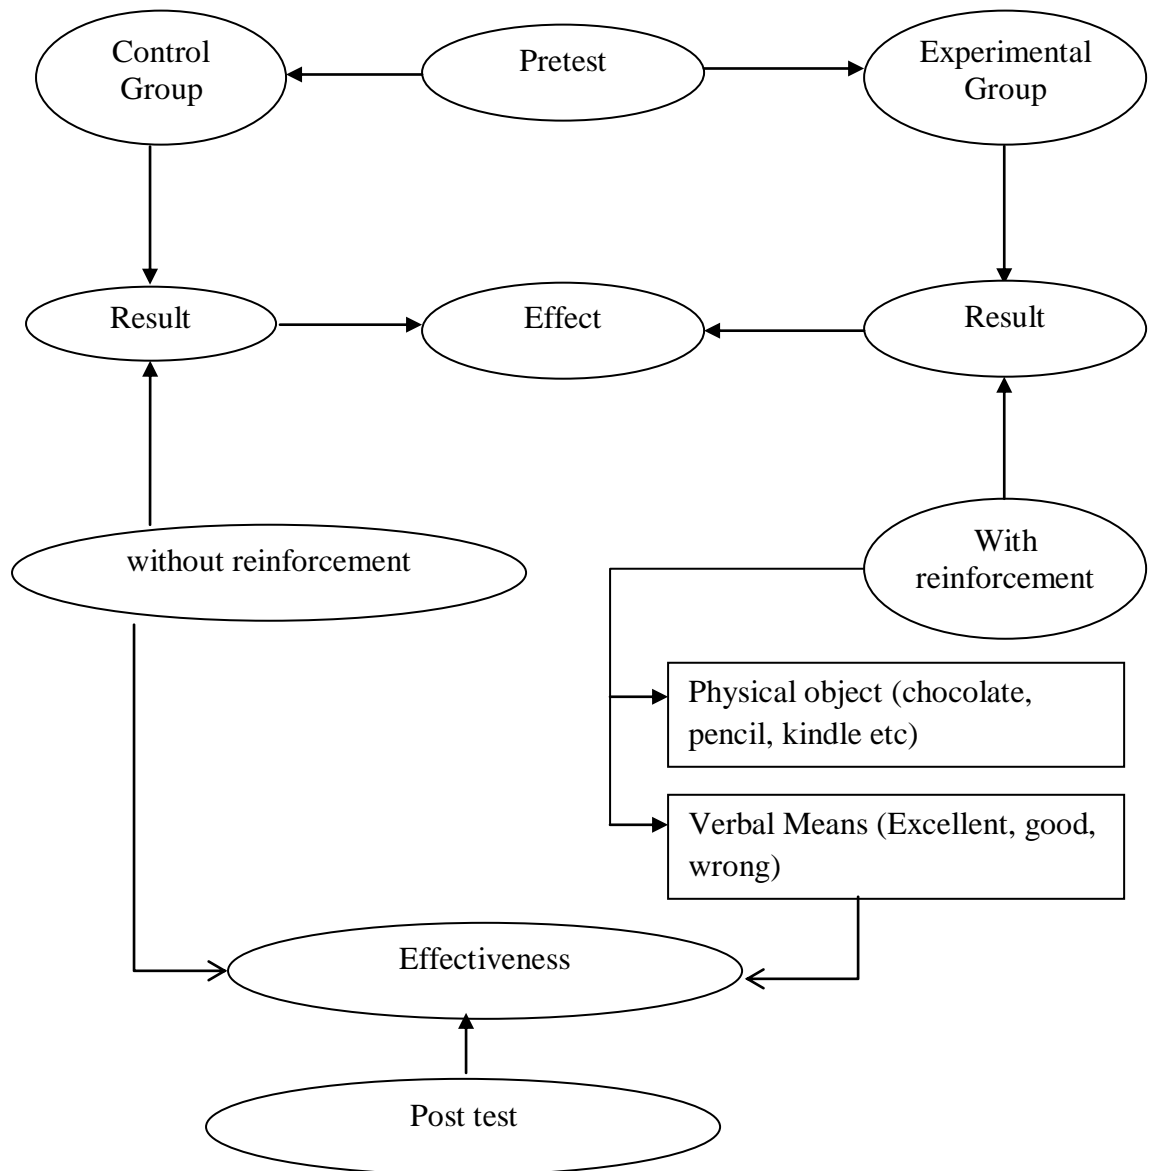 Control
Group
Pretest
Experimental
Group
Result
Effect
Result
without reinforcement
With
reinforcement
Physical object (chocolate,
pencil, kindle etc)
Verbal Means (Excellent, good,
wrong)
Effectiveness
Post test